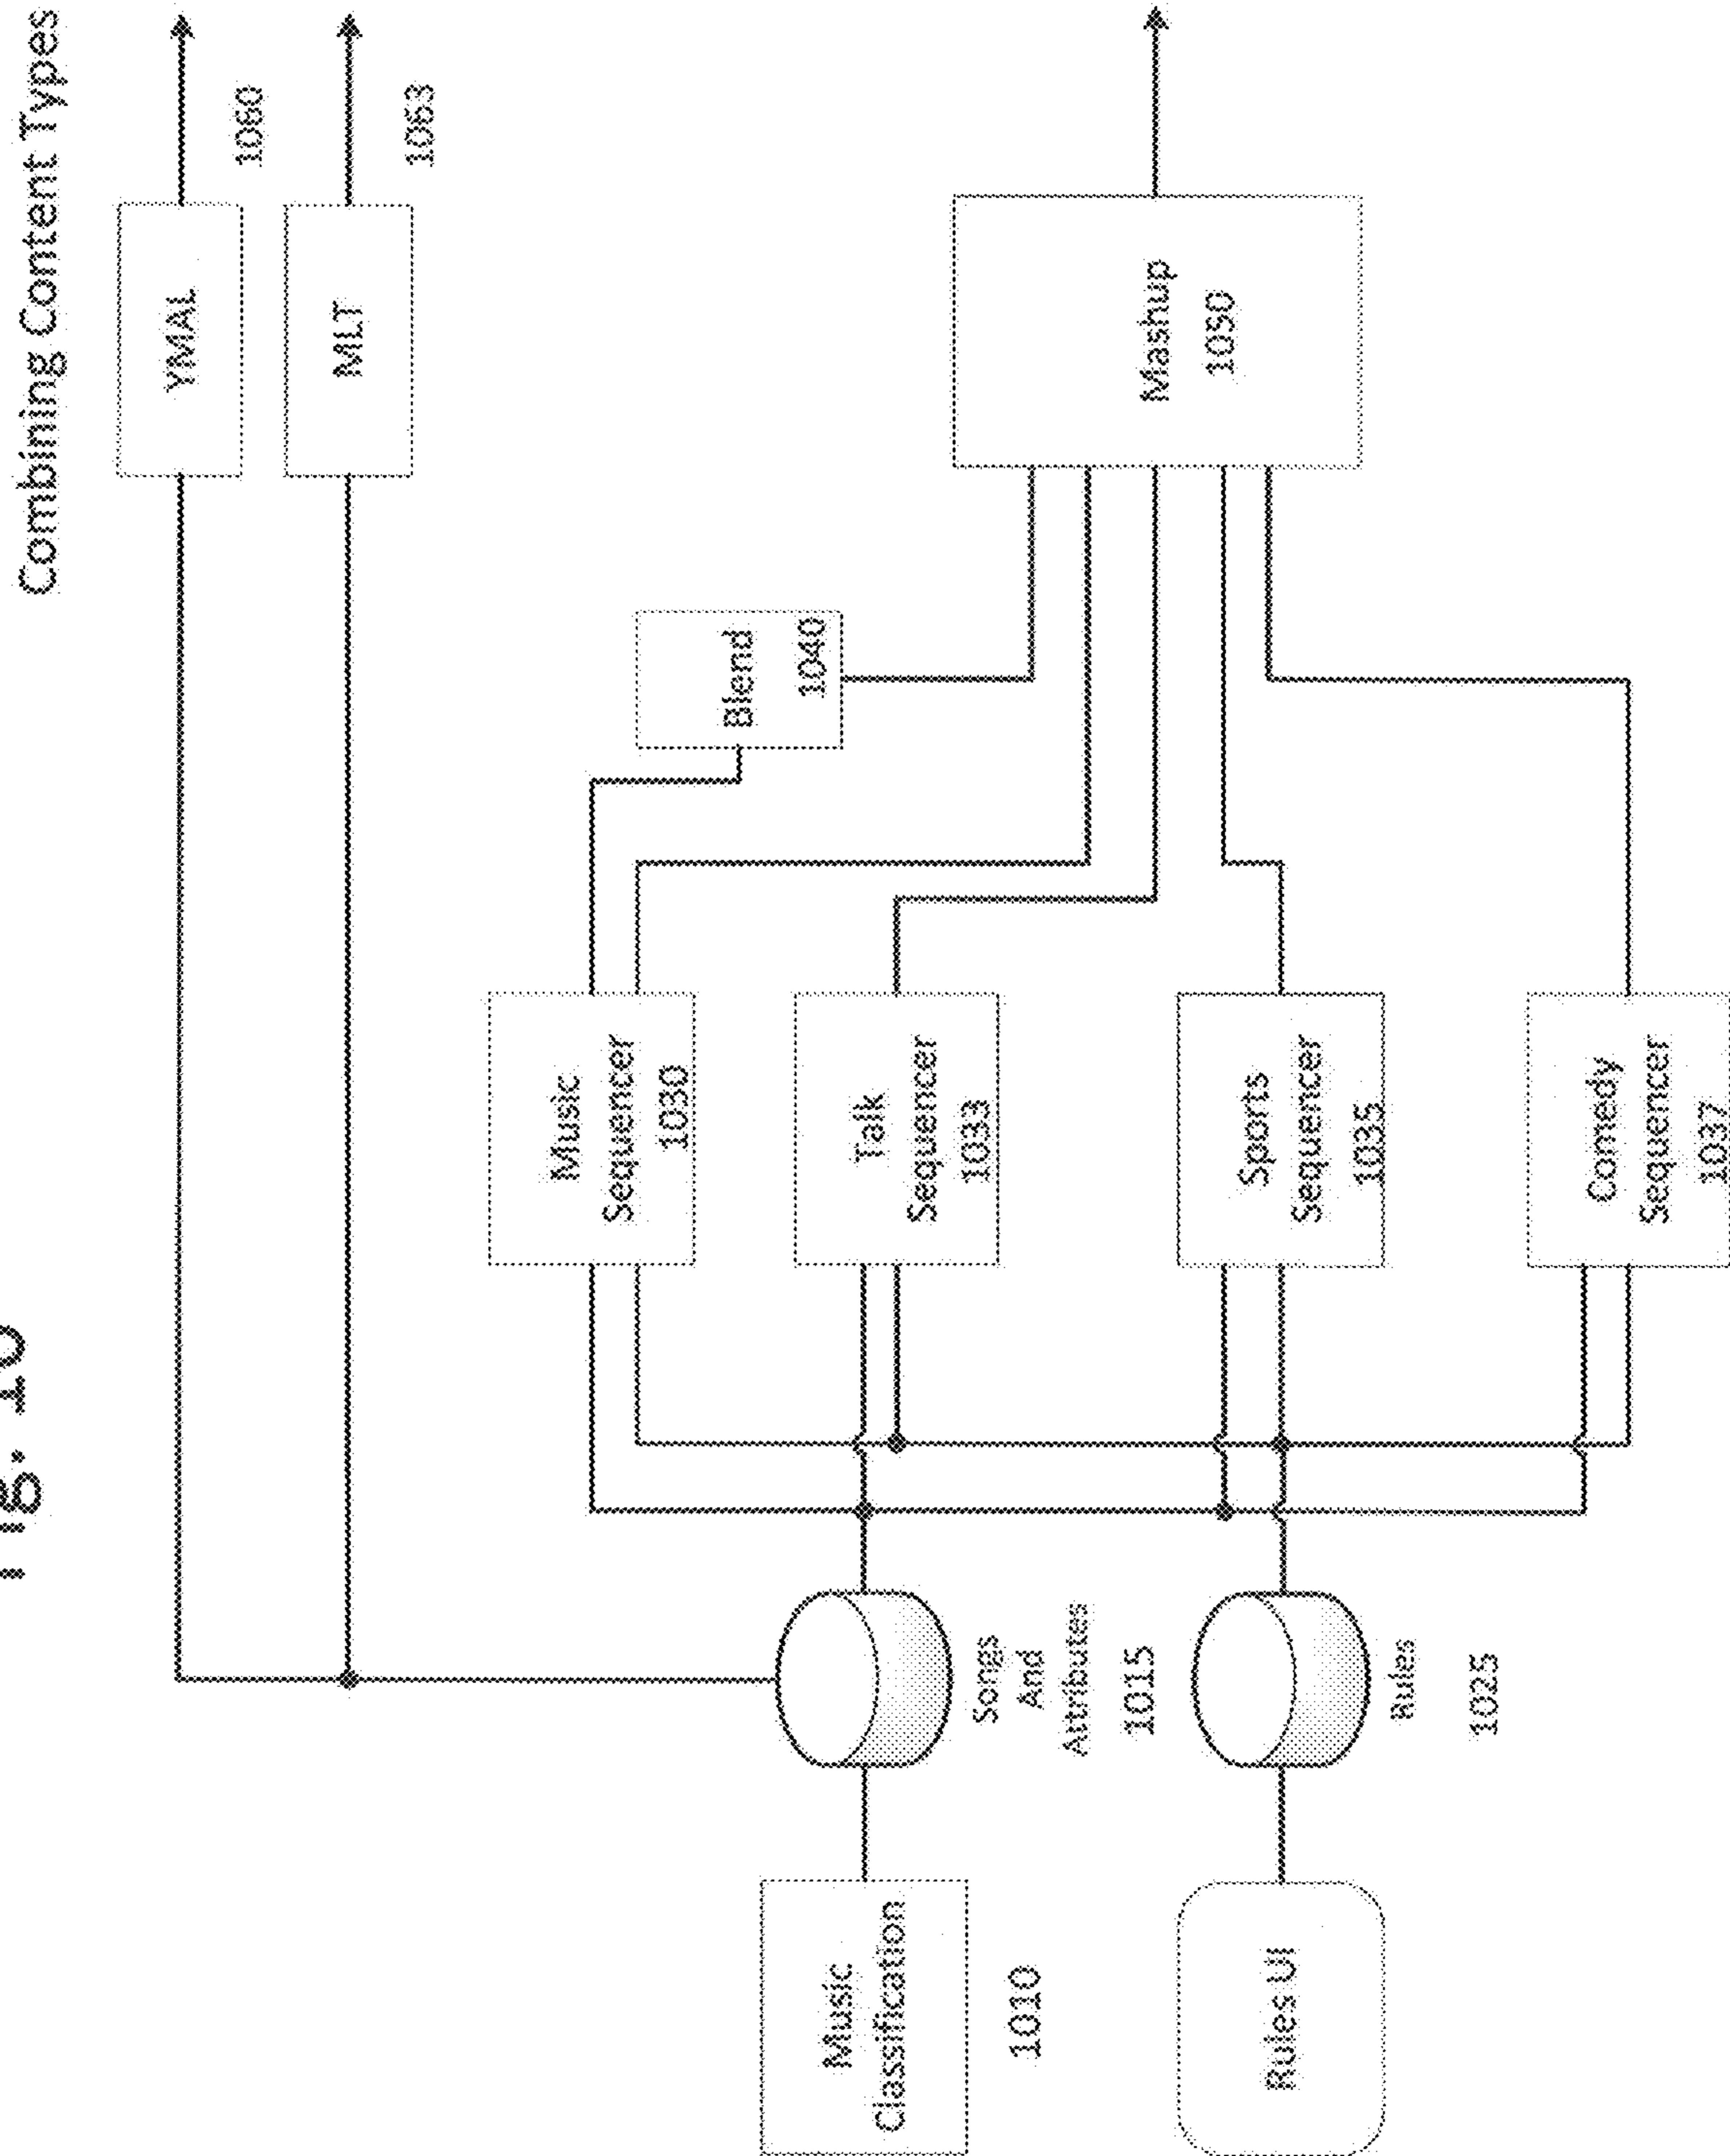 Fig. 10
Combining Content Types
YMAL
1060
MLT
1063
Blend
1040
Music
Sequencer
1030
Talk
Sequencer
1033
Sports
Sequencer
1035
Comedy
Sequencer
1037
Mashup
1050
Songs
And
Attributes
1015
Rules
1025
Music
Classification
1010
Rules UI